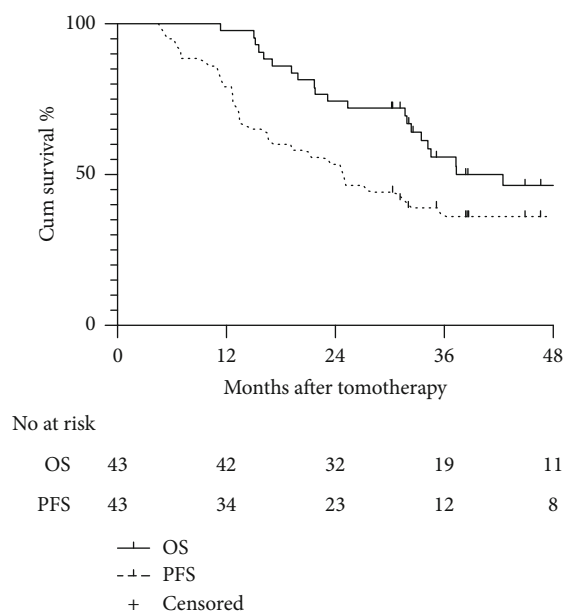 100
Cum survival %
50
0
0 12 24 36 48
Months after tomotherapy
No at risk
OS 43 42 32 19 11
PFS 43 34 23 12 8
OS
PFS
+ Censored